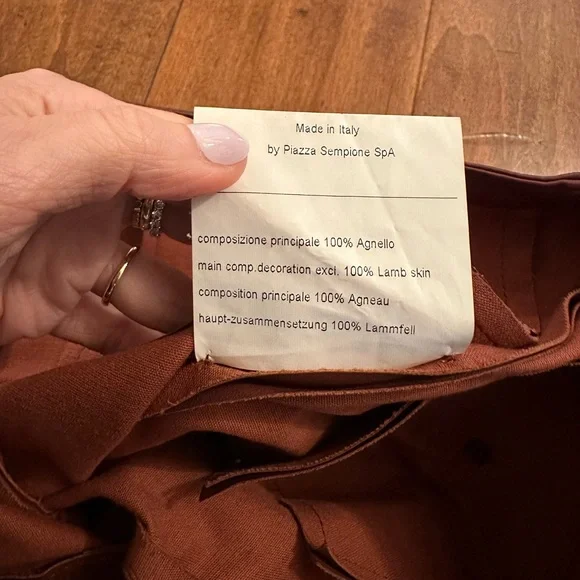 Made in Italy
by Piazza Sempione SpA
composizione principale 100% Agnello
main comp.decoration excl. 100% Lamb skin
composition principale 100% Agneau
haupt-zusammensetzung 100% Lammfell